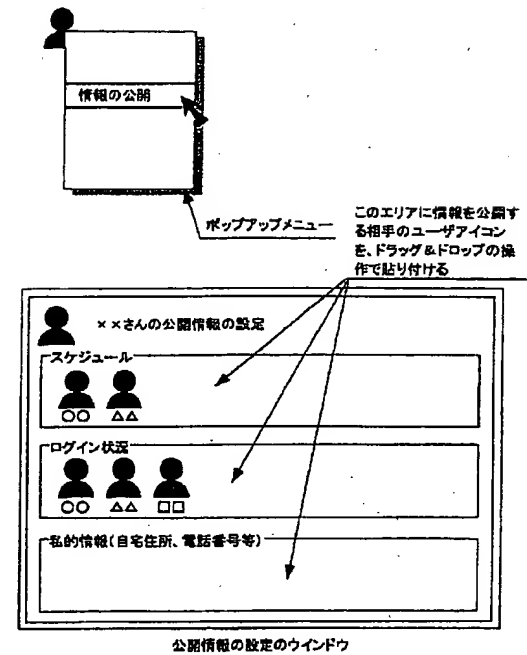 情報の公開
ポップアップメニュー
このエリアに情報を公開す
る相手のユーザアイコン
を、ドラッグ&ドロップの操
作で貼り付ける
××さんの公開情報の設定
スケジュール
○○ △△
ログイン状況
○○ △△ □□
私的情報(自宅住所、電話番号等)
公開情報の設定のウインドウ